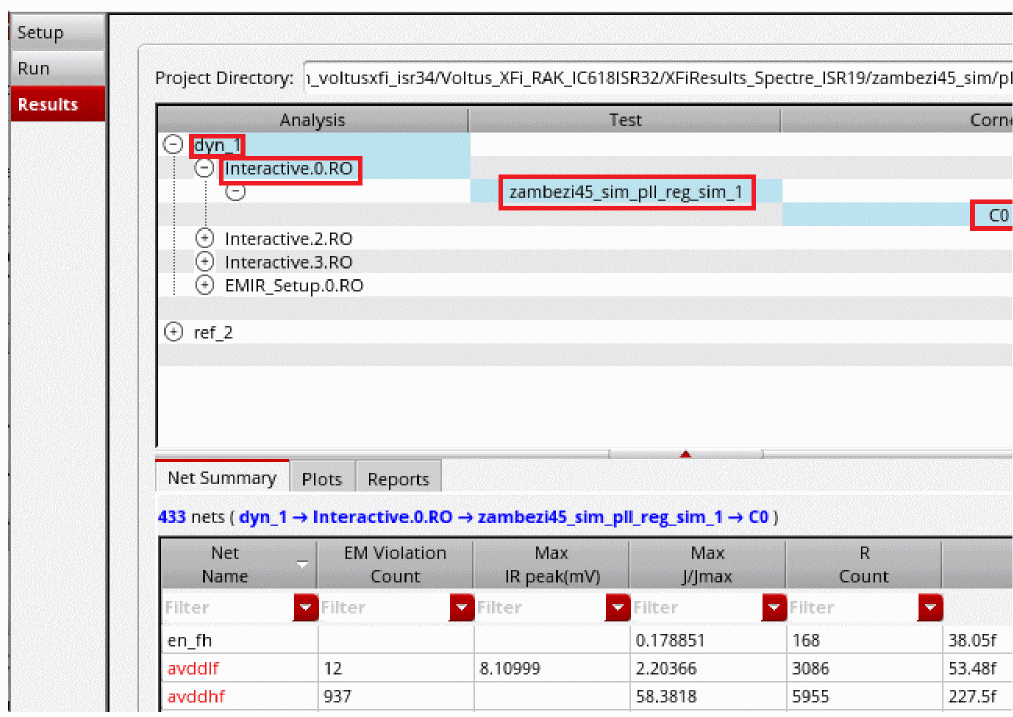 Setup
Run
Results
Project Directory: _voltusxfi_isr34/Voltus_XFi_RAK_IC618ISR32/XFiResults_Spectre_ISR19/zambezi45_sim/pl
Analysis Test Corne
dyn_1
Interactive.0.RO
zambezi45_sim_pll_reg_sim_1
C0
Interactive.2.RO
Interactive.3.RO
EMIR_Setup.0.RO
ref_2
Net Summary Plots Reports
433 nets ( dyn_1 → Interactive.0.RO → zambezi45_sim_pll_reg_sim_1 → C0 )
Net EM Violation Max Max R
Name Count IR peak(mV) J/Jmax Count
Filter Filter Filter Filter Filter
en_fh 0.178851 168 38.05f
avddlf 12 8.10999 2.20366 3086 53.48f
avddhf 937 58.3818 5955 227.5f